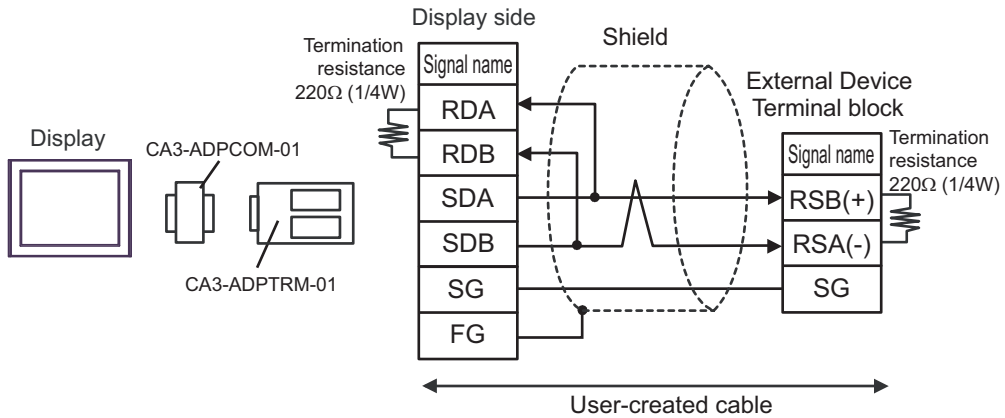 Display side
Termination
resistance
220Ω (1/4W)
Signal name
RDA
RDB
SDA
SDB
SG
FG
Shield
External Device
Terminal block
Signal name
RSB(+)
RSA(-)
SG
Termination
resistance
220Ω (1/4W)
Display
CA3-ADPCOM-01
CA3-ADPTRM-01
User-created cable